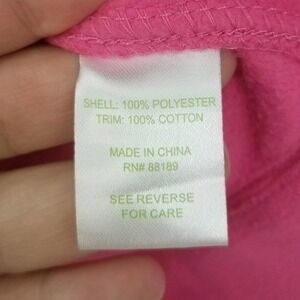 SHELL: 100% POLYESTER
TRIM: 100% COTTON
MADE IN CHINA
RN# 88189
SEE REVERSE
FOR CARE